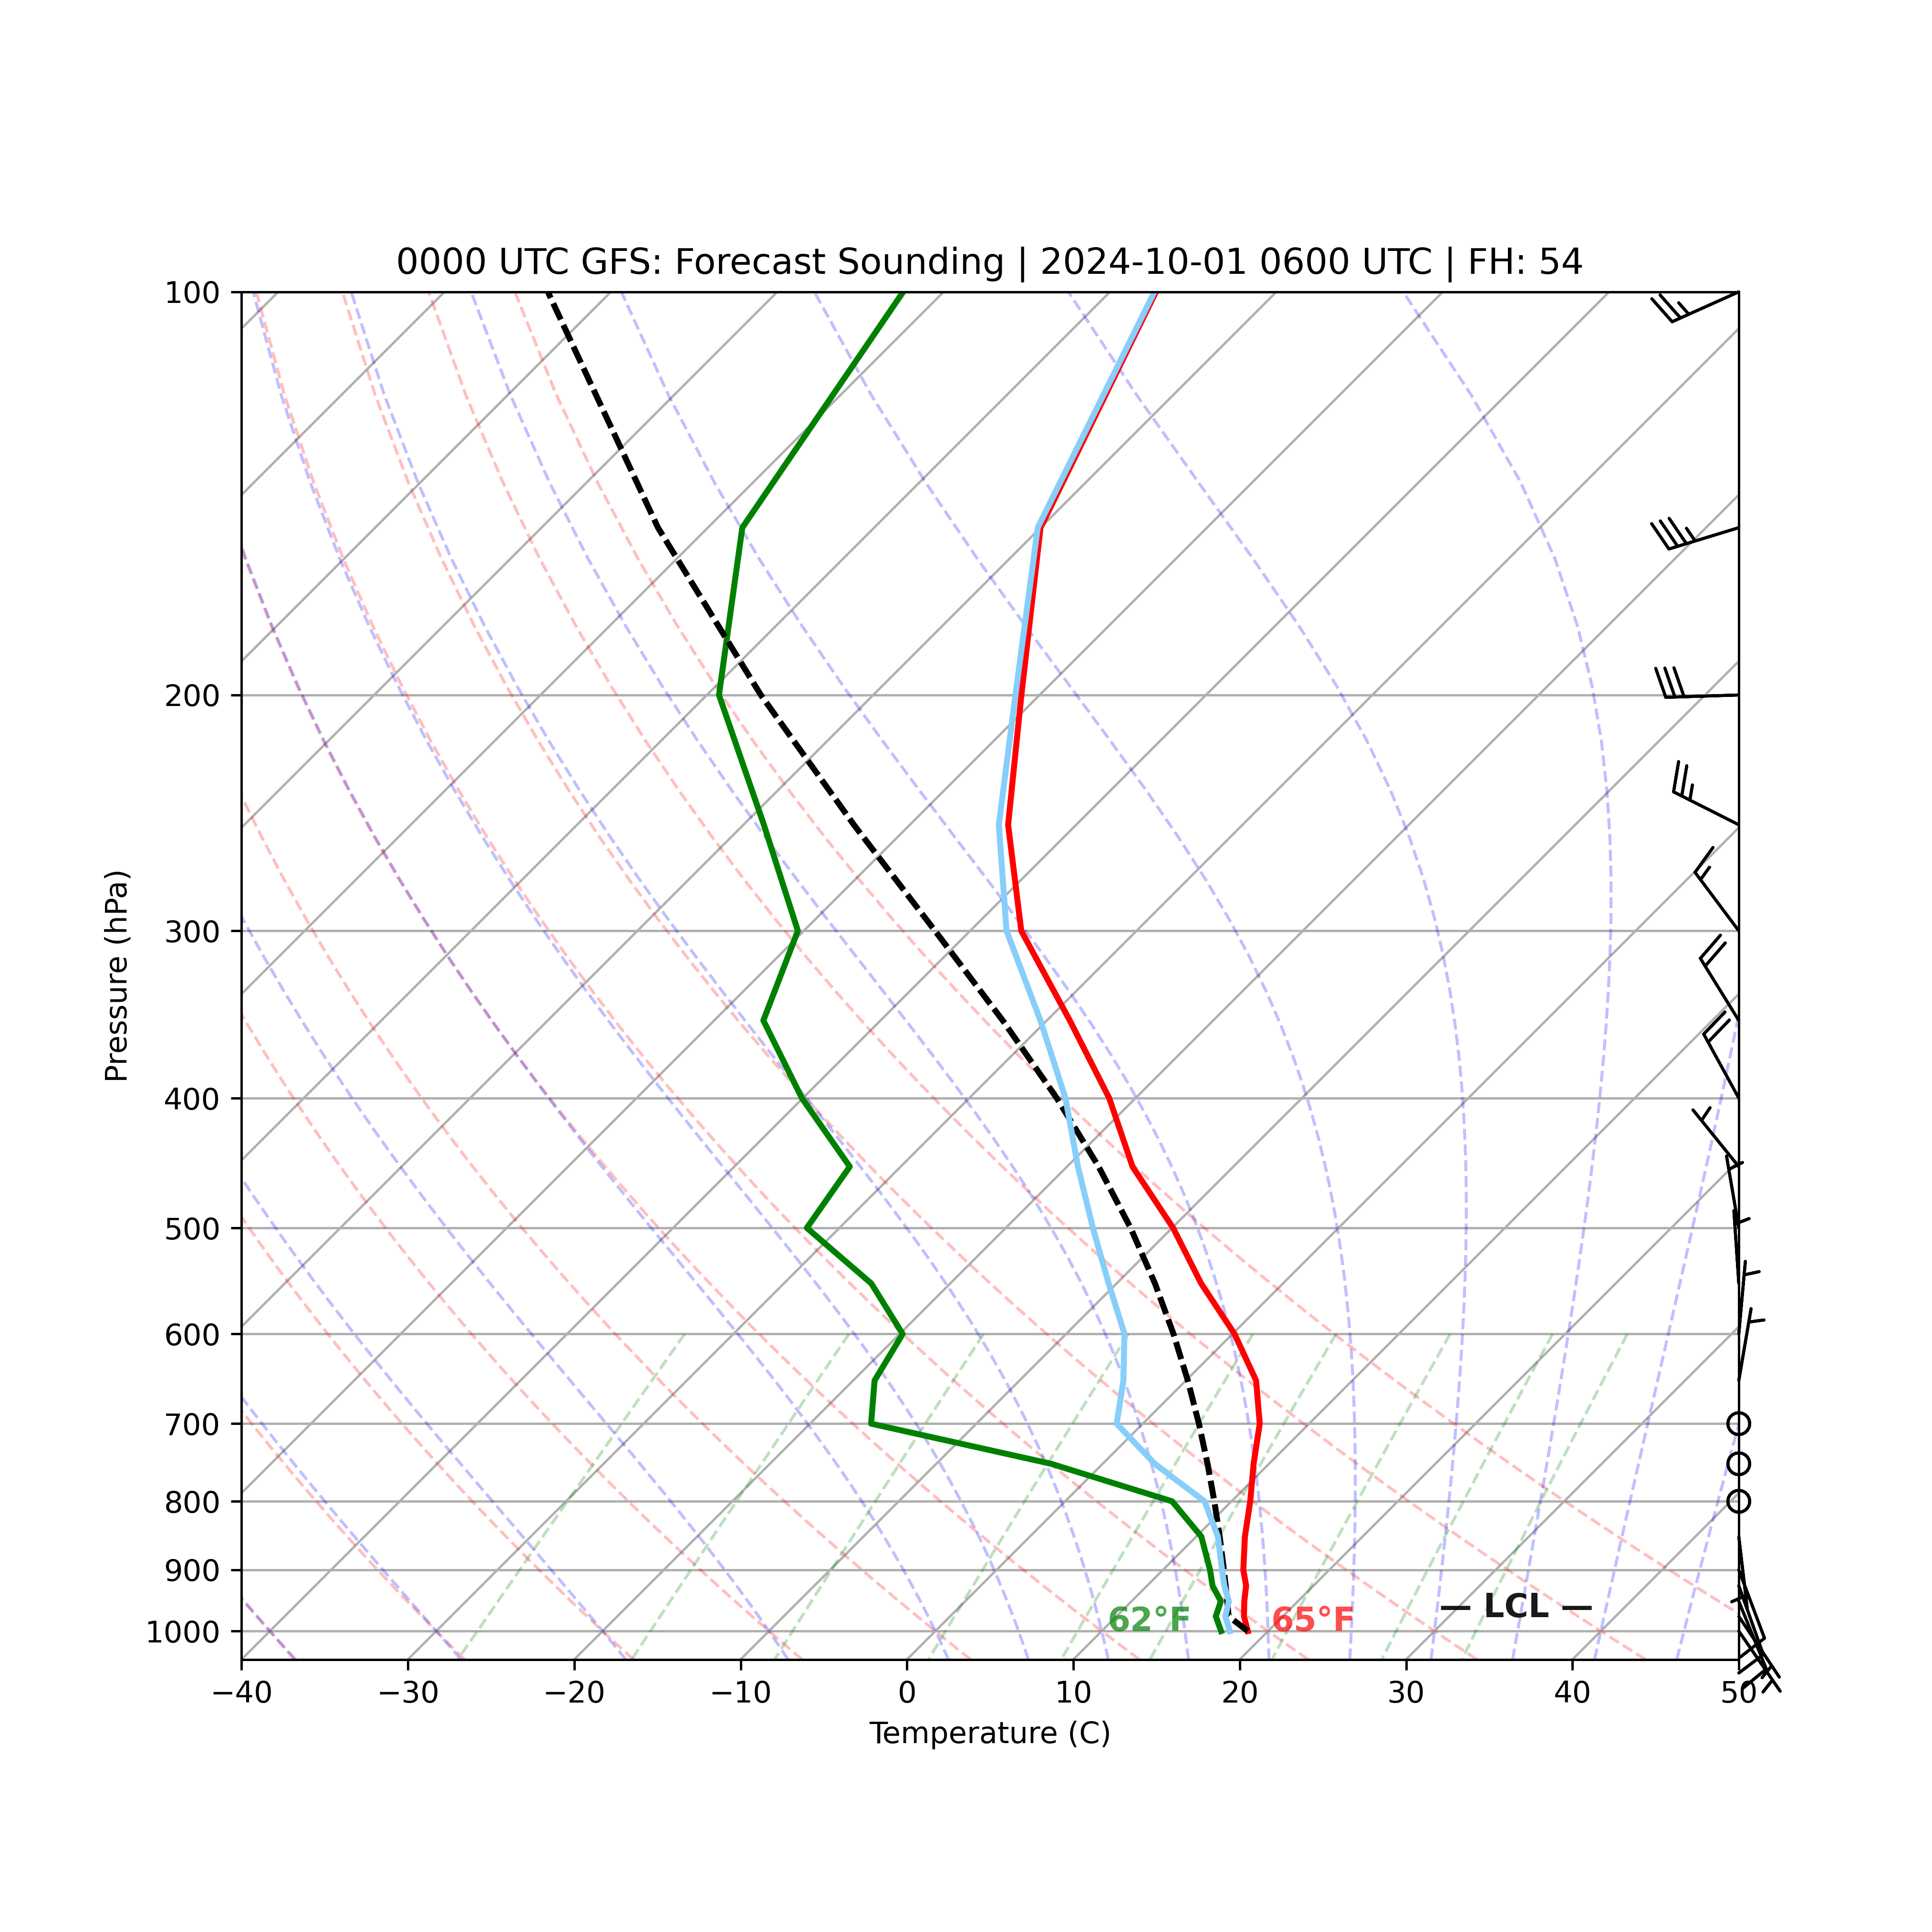 0000 UTC GFS: Forecast Sounding | 2024-10-01 0600 UTC | FH: 54
100
200
300
400
500
600
700
800
900
1000
Pressure (hPa)
62°F
65°F
— LCL —
−40 −30 −20 −10 0 10 20 30 40 50
Temperature (C)